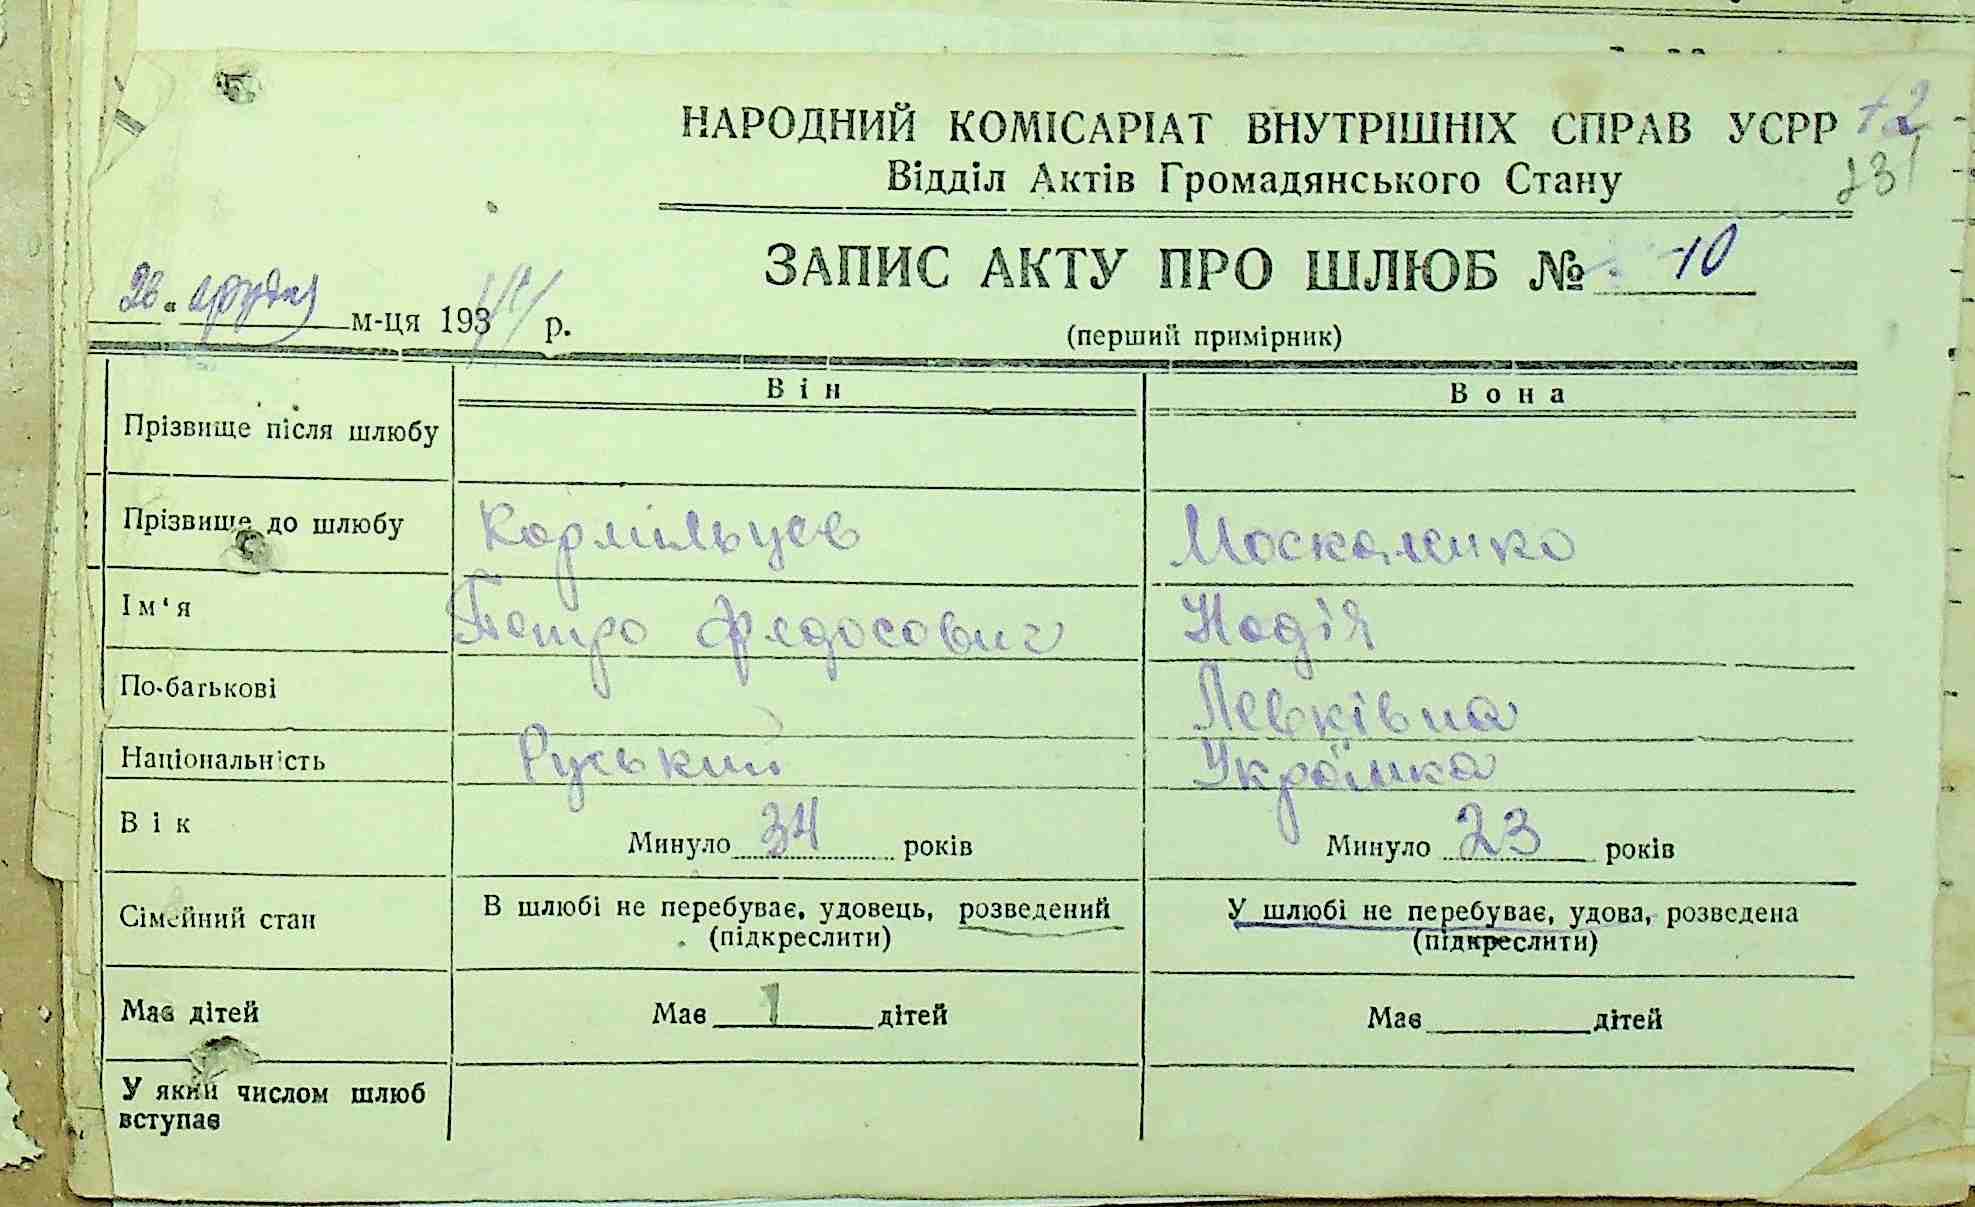 +2
НАРОДНИЙ КОМІСАРІАТ ВНУТРІШНІХ СПРАВ УСРР
231
Відділ Актів Громадянського Стану
ЗАПИС АКТУ ПРО ШЛЮБ № 10
грудня м-ця 193 р.
(перший примірник)
Він Вона
Прізвище після шлюбу
Прізвище до шлюбу Кормільцев Москаленко
Ім‘я Петро Федосович Надія
По-батькові Левківна
Національність Руський Українка
Вік Минуло 34 років Минуло 23 років
Сімейний стан В шлюбі не перебуває, удовець, розведений У шлюбі не перебуває, удова, розведена
(підкреслити) (підкреслити)
Має дітей Має 1 дітей Має дітей
У який числом шлюб
вступає